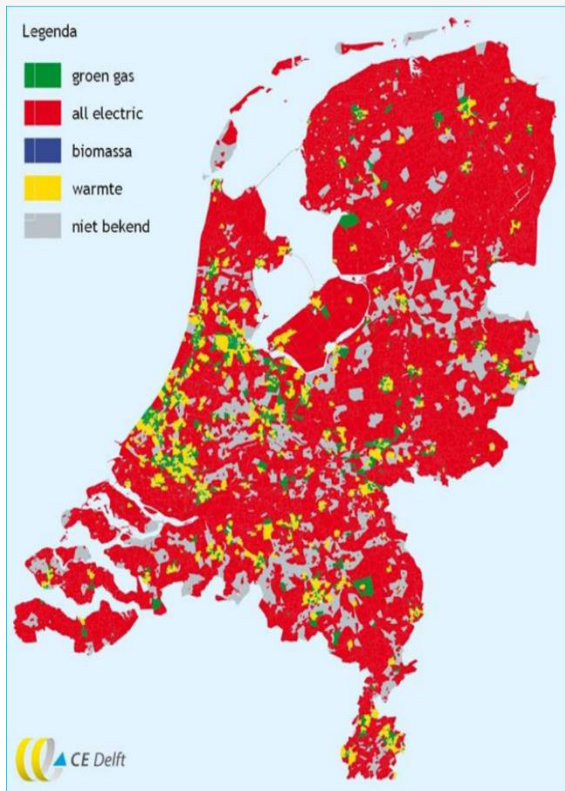 Legenda
groen gas
all electric
biomassa
warmte
niet bekend
CE Delft